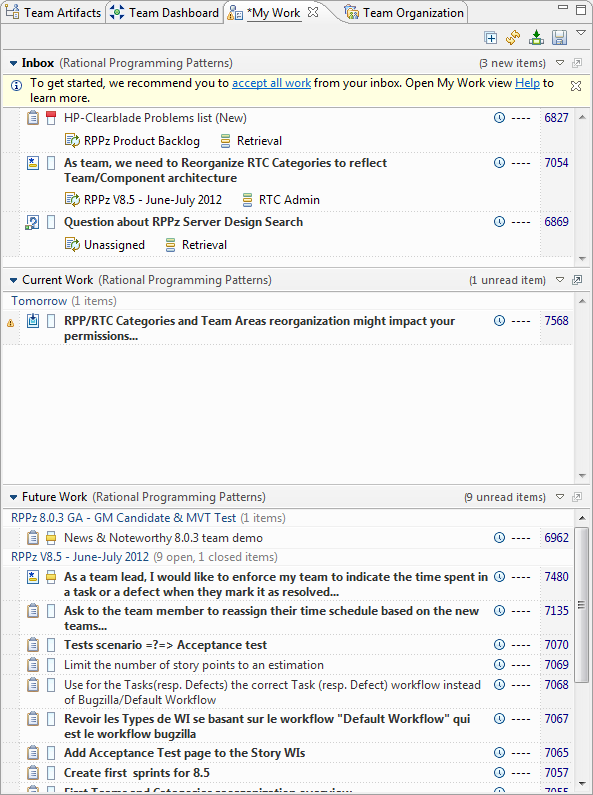 Team Artifacts Team Dashboard *My Work Team Organization
Inbox (Rational Programming Patterns) (3 new items)
To get started, we recommend you to accept all work from your inbox. Open My Work view Help to
learn more.
HP-Clearblade Problems list (New) ---- 6827
RPPz Product Backlog Retrieval
As team, we need to Reorganize RTC Categories to reflect ---- 7054
Team/Component architecture
RPPz V8.5 - June-July 2012 RTC Admin
Question about RPPz Server Design Search ---- 6869
Unassigned Retrieval
Current Work (Rational Programming Patterns) (1 unread item)
Tomorrow (1 items)
RPP/RTC Categories and Team Areas reorganization might impact your ---- 7568
permissions...
Future Work (Rational Programming Patterns) (9 unread items)
RPPz 8.0.3 GA - GM Candidate & MVT Test (1 items)
News & Noteworthy 8.0.3 team demo ---- 6962
RPPz V8.5 - June-July 2012 (9 open, 1 closed items)
As a team lead, I would like to enforce my team to indicate the time spent in ---- 7480
a task or a defect when they mark it as resolved...
Ask to the team member to reassign their time schedule based on the new ---- 7135
teams...
Tests scenario =?=> Acceptance test ---- 7070
Limit the number of story points to an estimation ---- 7069
Use for the Tasks(resp. Defects) the correct Task (resp. Defect) workflow instead ---- 7068
of Bugzilla/Default Workflow
Revoir les Types de WI se basant sur le workflow "Default Workflow" qui ---- 7067
est le workflow bugzilla
Add Acceptance Test page to the Story WIs ---- 7065
Create first sprints for 8.5 ---- 7057
First Teams and Categories reorganization overview ---- 7055